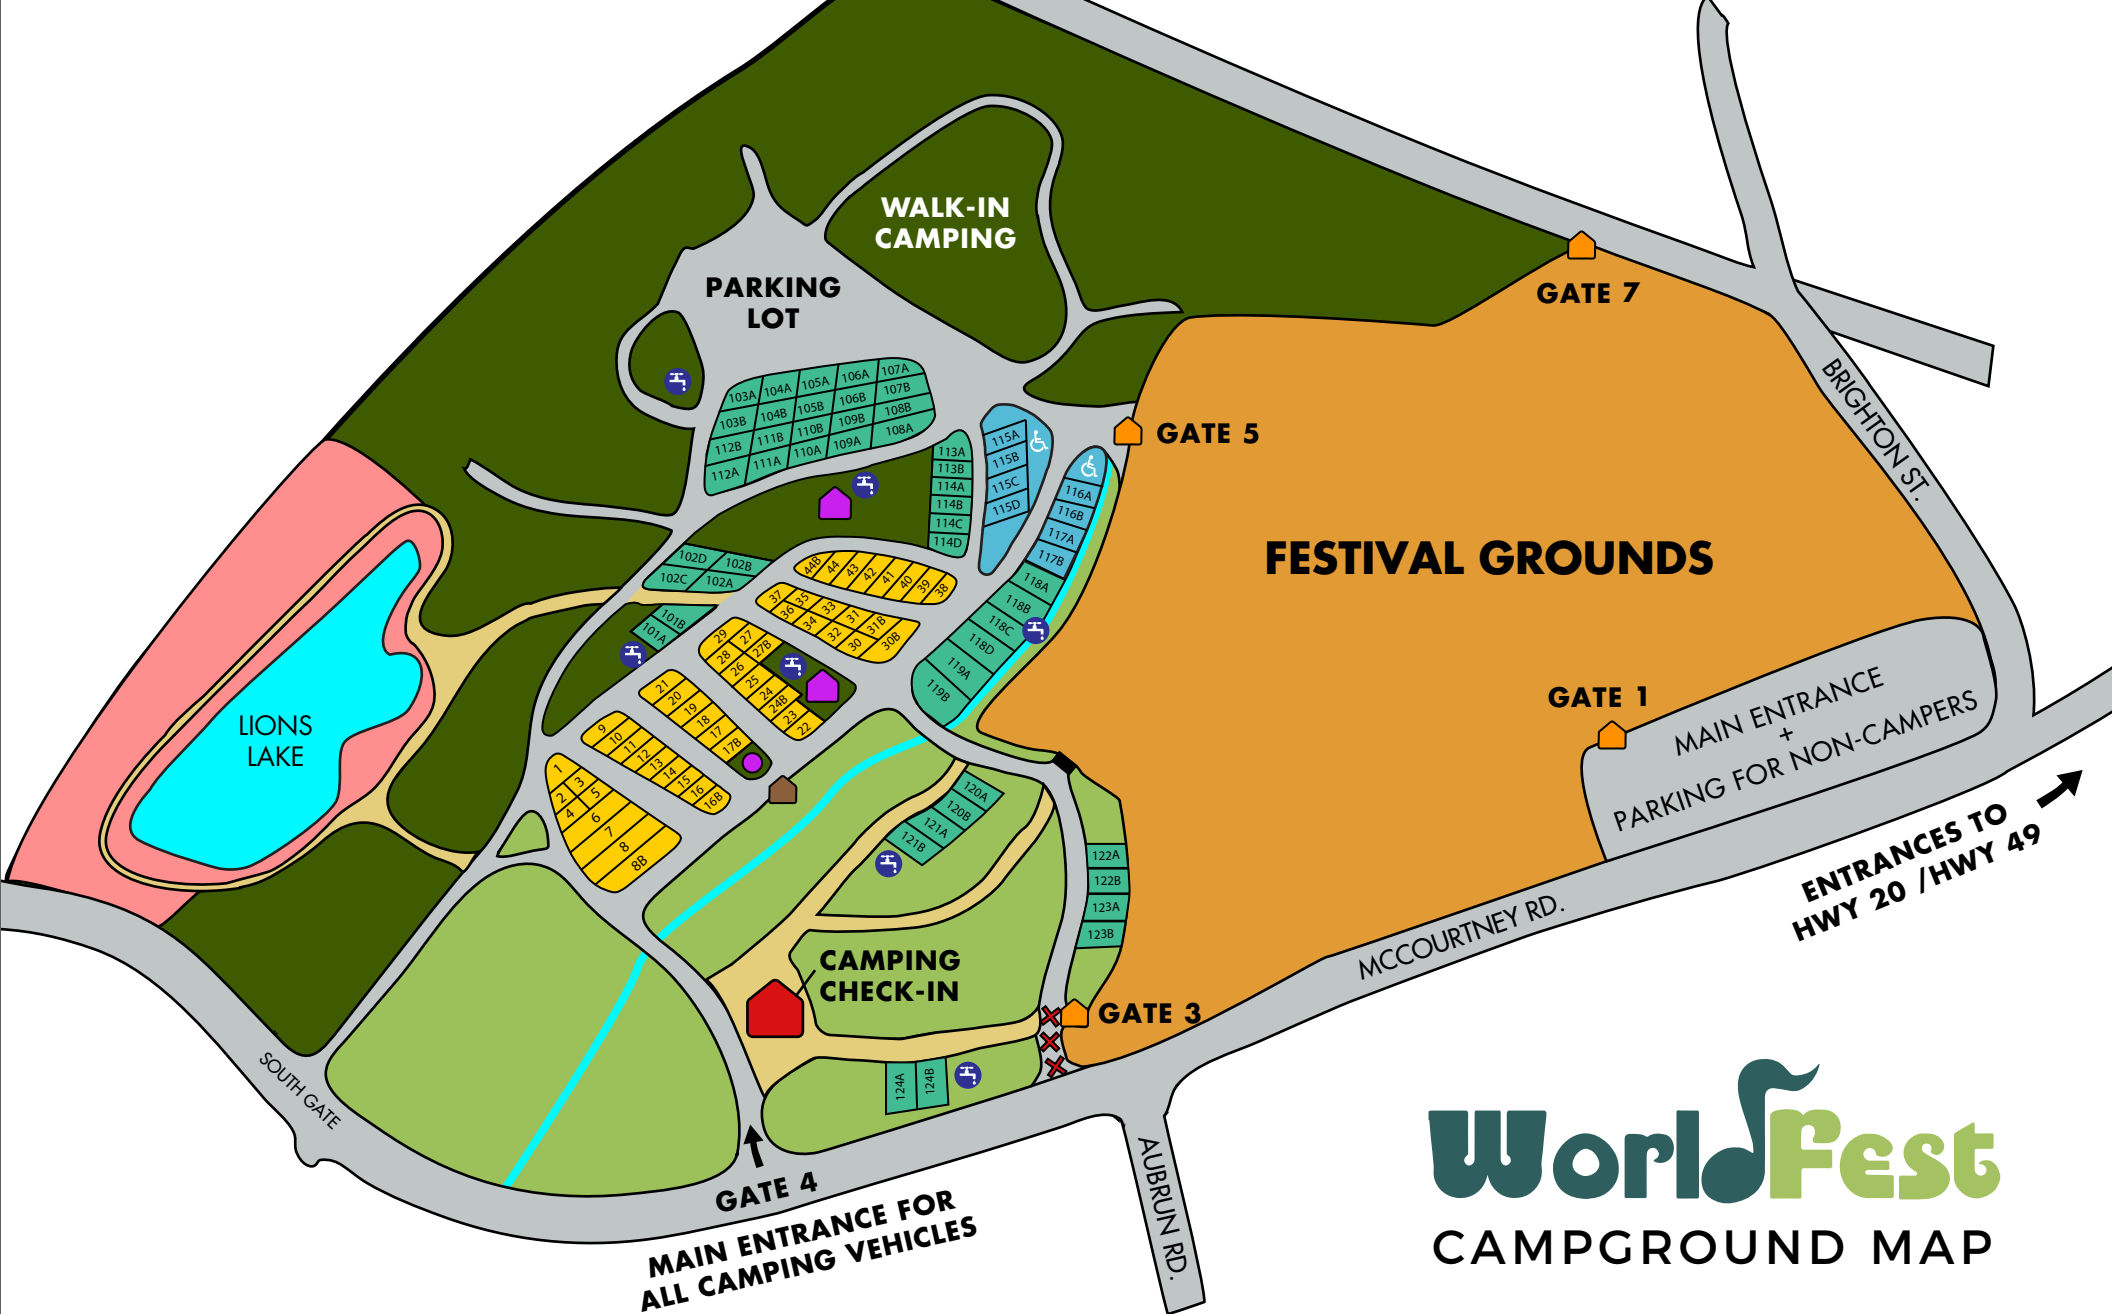 WALK-IN
CAMPING
PARKING
LOT
GATE 7
BRIGHTON ST.
GATE 5
FESTIVAL GROUNDS
GATE 1
MAIN ENTRANCE
+
PARKING FOR NON-CAMPERS
ENTRANCES TO
HWY 20 /HWY 49
MCCOURTNEY RD.
LIONS
LAKE
103A 104A 105A 106A 107A
103B 104B 105B 106B 107B
112B 111B 110B 109B 108B
112A 111A 110A 109A 108A
113A
113B
114A
114B
114C
114D
115A
115B
115C
115D
116A
116B
117A
117B
118A
118B
118C
118D
119A
119B
102D 102B
102C 102A
101B
101A
44B 44 43 42 41 40 39 38
37 35 33 31 31B
36 34 32 30 30B
29 27 27B
28 26 25 24 24B 23 22
21 20 19 18 17 17B
9 10 11 12 13 14 15 16 16B
1 3 5
2 4 6 7 8 8B
120A
120B
121A
121B
122A
122B
123A
123B
CAMPING
CHECK-IN
GATE 3
124A 124B
SOUTH GATE
GATE 4
MAIN ENTRANCE FOR
ALL CAMPING VEHICLES
AUBRUN RD.
WorldFest
CAMPGROUND MAP